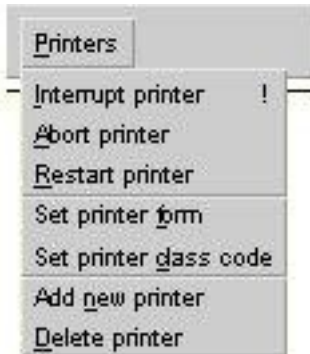 Printers
Interrupt printer !
Abort printer
Restart printer
Set printer form
Set printer class code
Add new printer
Delete printer